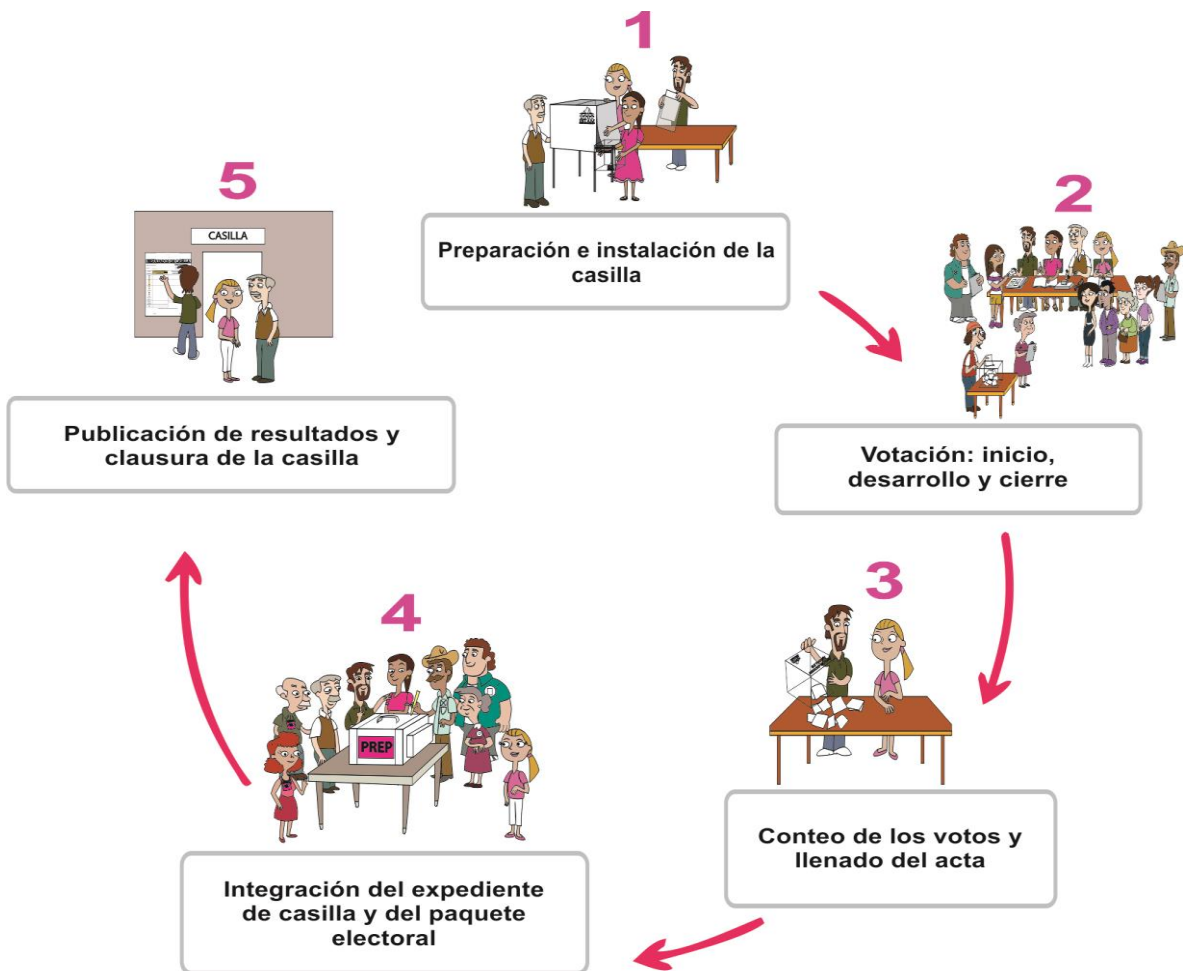 1
Preparación e instalación de la
casilla
2
Votación: inicio,
desarrollo y cierre
3
Conteo de los votos y
llenado del acta
4
PREP
Integración del expediente
de casilla y del paquete
electoral
5
CASILLA
Publicación de resultados y
clausura de la casilla